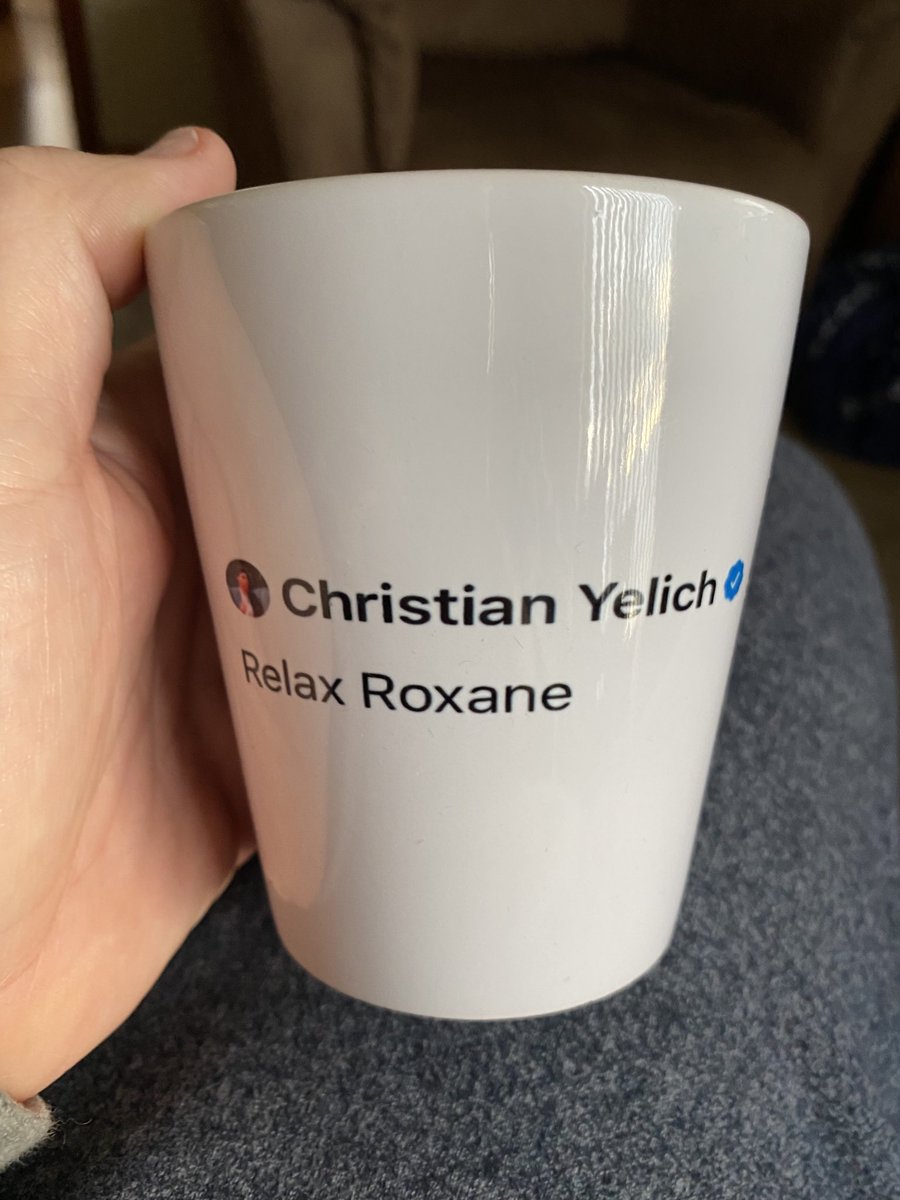 Christian Yelich
Relax Roxane